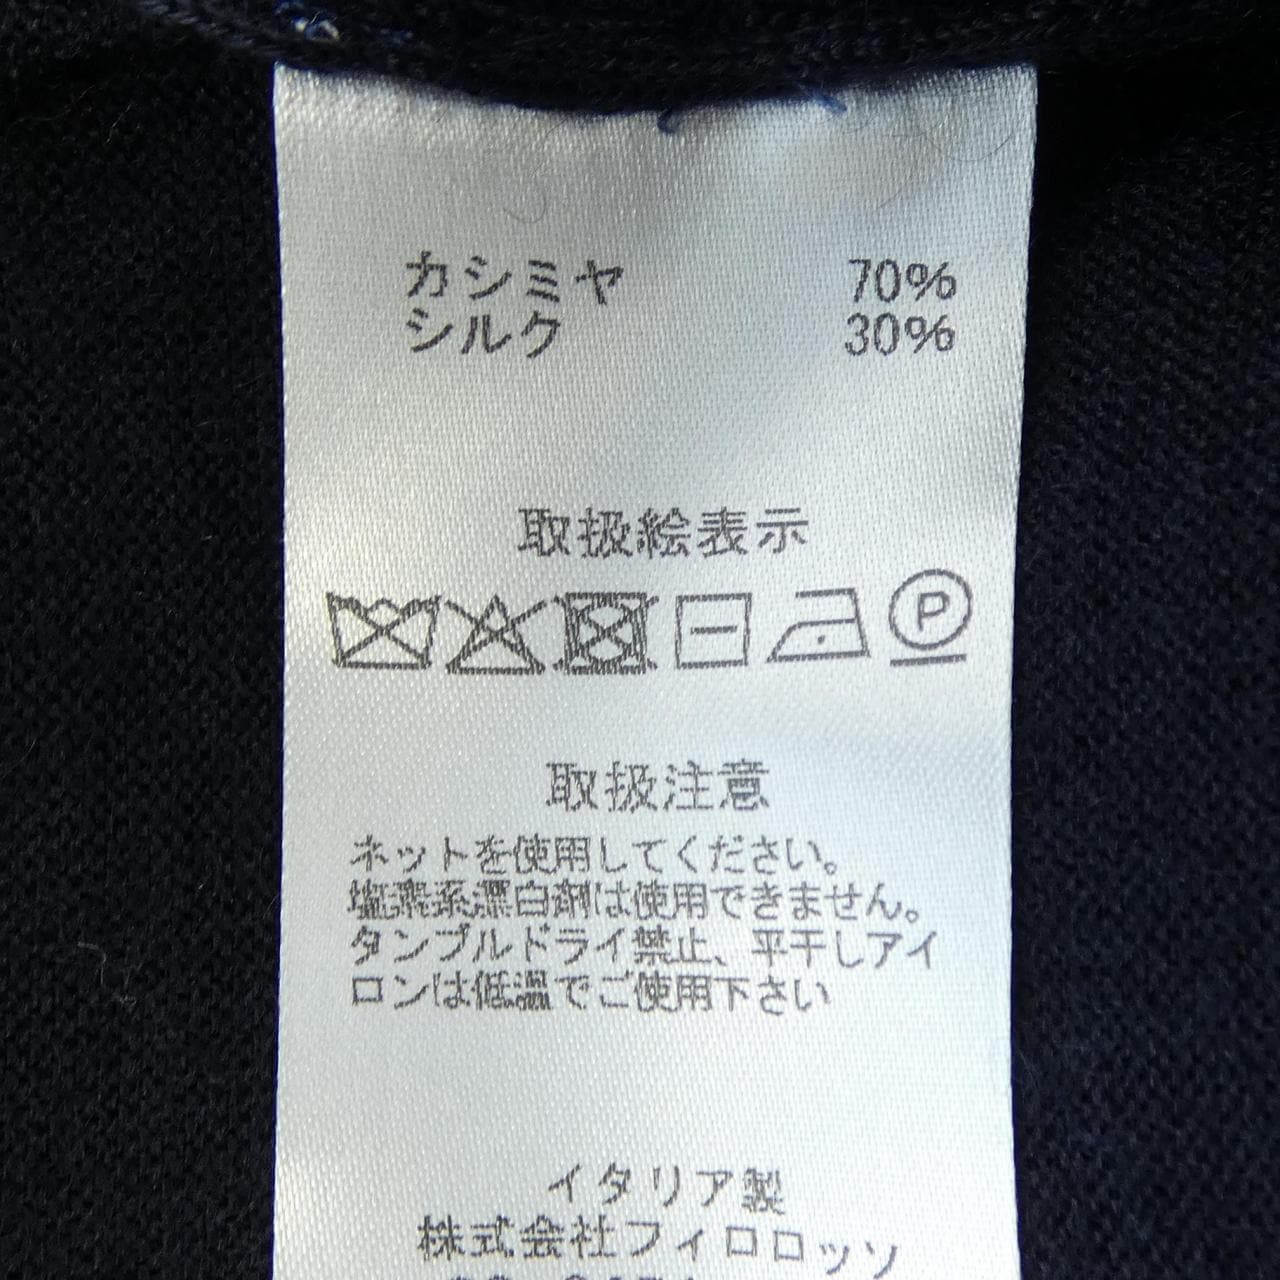 カシミヤ 70%
シルク 30%
取扱絵表示
P
取扱注意
ネットを使用してください。
塩素系漂白剤は使用できません。
タンブルドライ禁止、平干しアイ
ロンは低温でご使用下さい
イタリア製
株式会社フィロロッソ